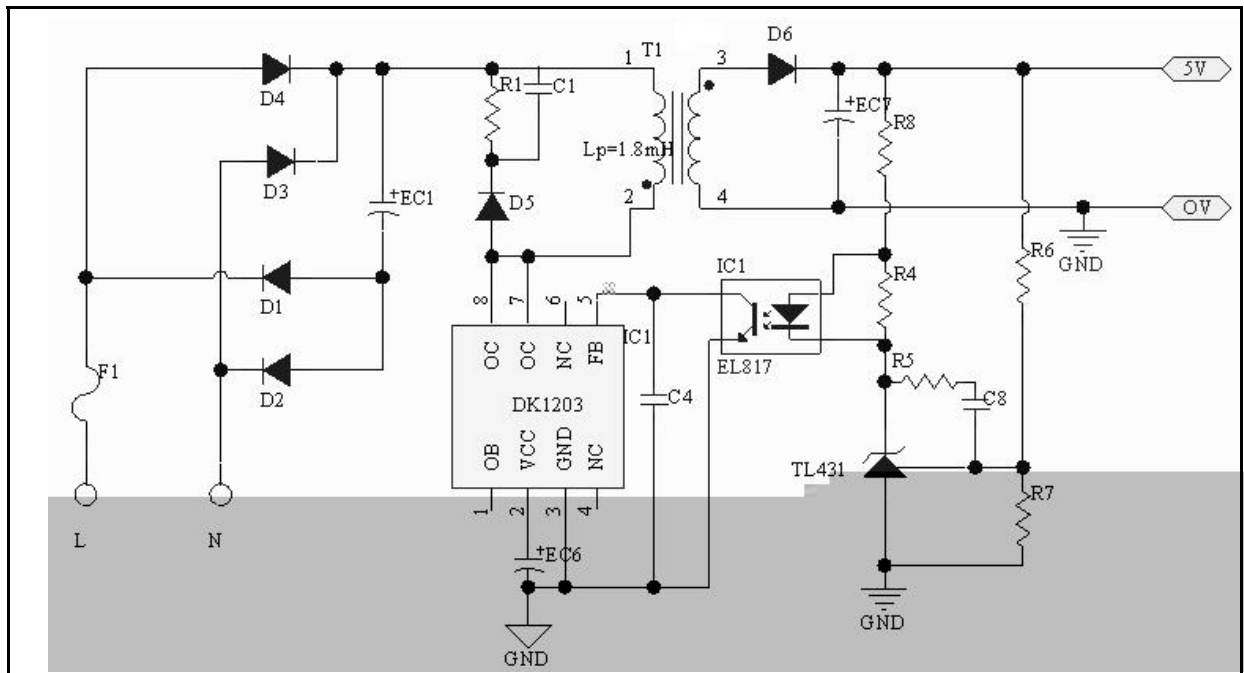 D6
T1
1
3
D4
R1
C1
+EC7
5V
R8
Lp=1.8mH
D3
+EC1
2
4
D5
OV
GND
R6
D1
IC1
R4
8
7
6
5
IC1
OC
OC
NC
FB
EL817
R5
F1
D2
C4
C8
DK1203
OB
VCC
GND
NC
TL431
R7
1
2
3
4
L
N
+EC6
GND
GND